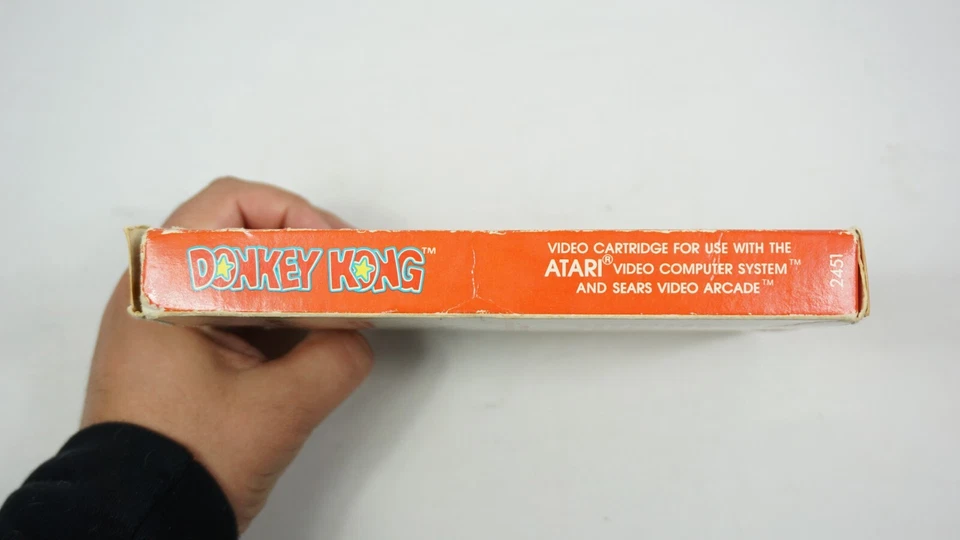 DONKEY KONG™
VIDEO CARTRIDGE FOR USE WITH THE
ATARI® VIDEO COMPUTER SYSTEM™
AND SEARS VIDEO ARCADE™
2451